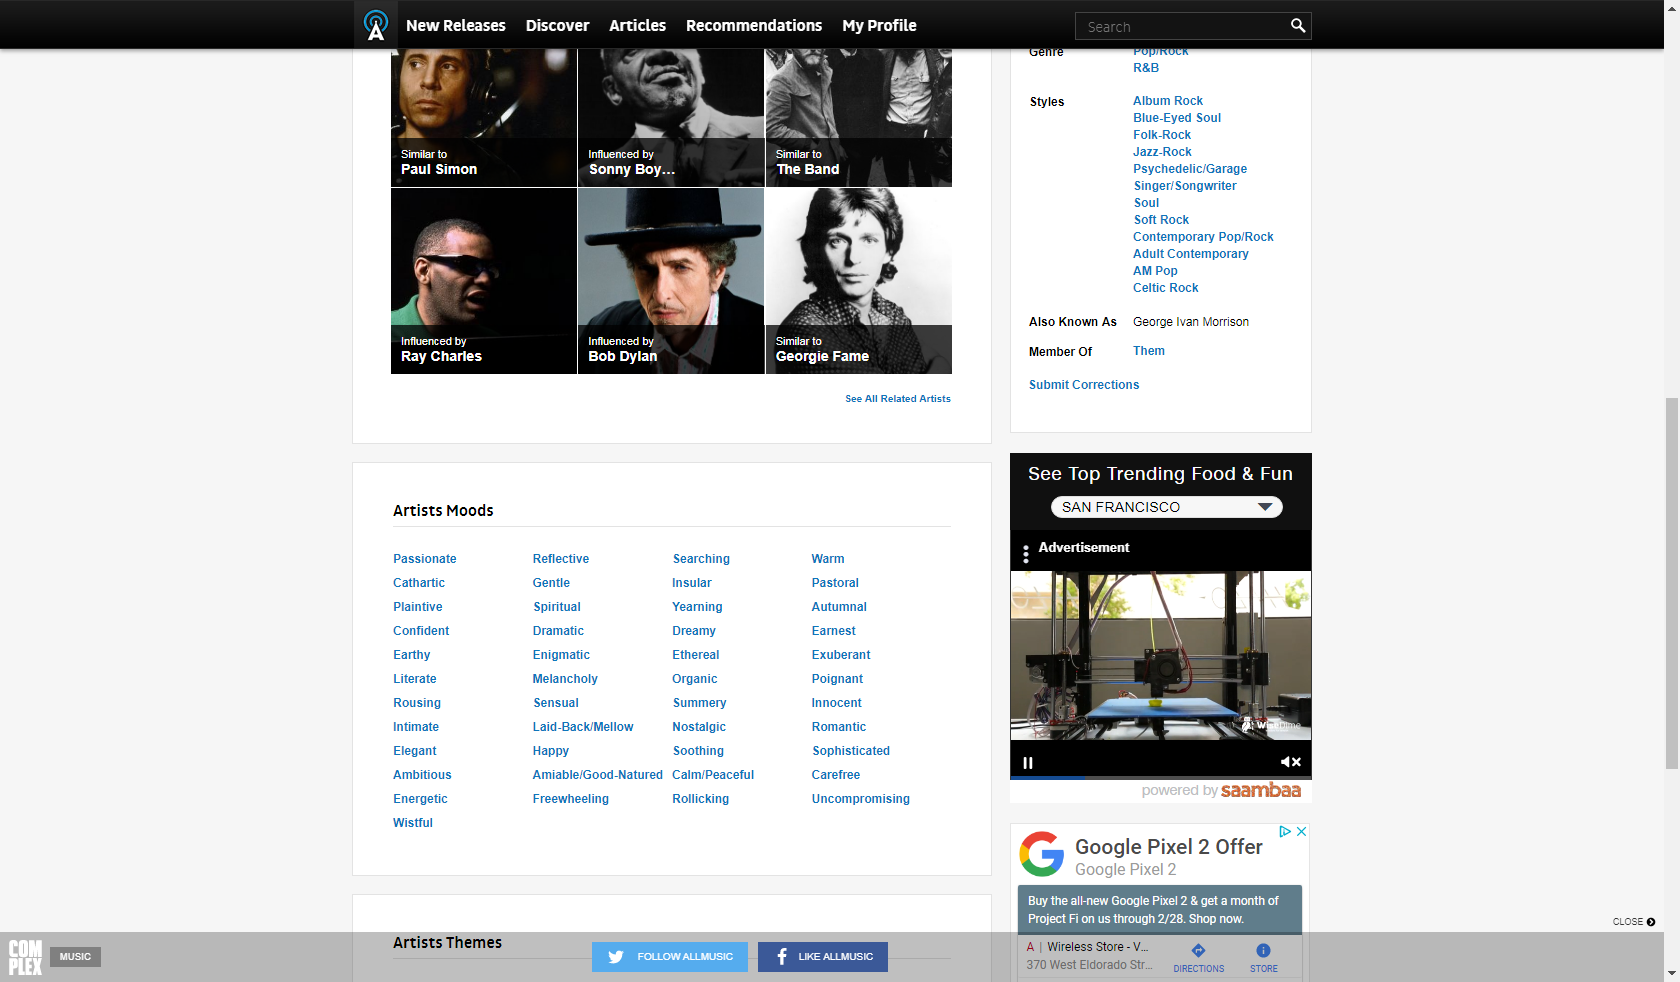 New Releases Discover Articles Recommendations My Profile Search
Similar to
Paul Simon
Influenced by
Sonny Boy...
Similar to
The Band
Influenced by
Ray Charles
Influenced by
Bob Dylan
Similar to
Georgie Fame
See All Related Artists
Genre Pop/Rock
R&B
Styles Album Rock
Blue-Eyed Soul
Folk-Rock
Jazz-Rock
Psychedelic/Garage
Singer/Songwriter
Soul
Soft Rock
Contemporary Pop/Rock
Adult Contemporary
AM Pop
Celtic Rock
Also Known As George Ivan Morrison
Member Of Them
Submit Corrections
Artists Moods
Passionate Reflective Searching Warm
Cathartic Gentle Insular Pastoral
Plaintive Spiritual Yearning Autumnal
Confident Dramatic Dreamy Earnest
Earthy Enigmatic Ethereal Exuberant
Literate Melancholy Organic Poignant
Rousing Sensual Summery Innocent
Intimate Laid-Back/Mellow Nostalgic Romantic
Elegant Happy Soothing Sophisticated
Ambitious Amiable/Good-Natured Calm/Peaceful Carefree
Energetic Freewheeling Rollicking Uncompromising
Wistful
See Top Trending Food & Fun
SAN FRANCISCO
Advertisement
powered by saambaa
Google Pixel 2 Offer
Google Pixel 2
Buy the all-new Google Pixel 2 & get a month of
Project Fi on us through 2/28. Shop now.
A | Wireless Store - V...
370 West Eldorado Str...
DIRECTIONS STORE
CLOSE
Artists Themes
COM
PLEX
MUSIC
FOLLOW ALLMUSIC
LIKE ALLMUSIC